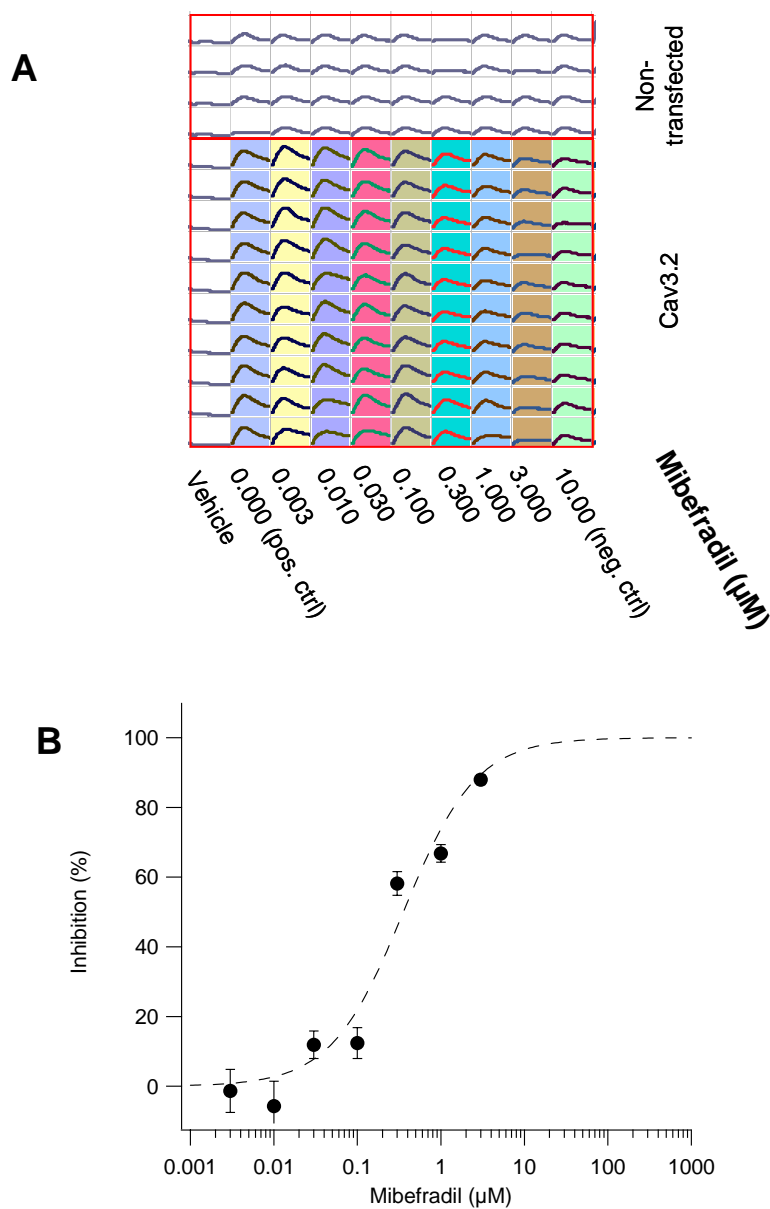 A
Non-
transfected
Cav3.2
Vehicle
0.000 (pos. ctrl)
0.003
0.010
0.030
0.100
0.300
1.000
3.000
10.00 (neg. ctrl)
Mibefradil (µM)
B
100
80
60
40
20
0
Inhibition (%)
0.001 0.01 0.1 1 10 100 1000
Mibefradil (µM)